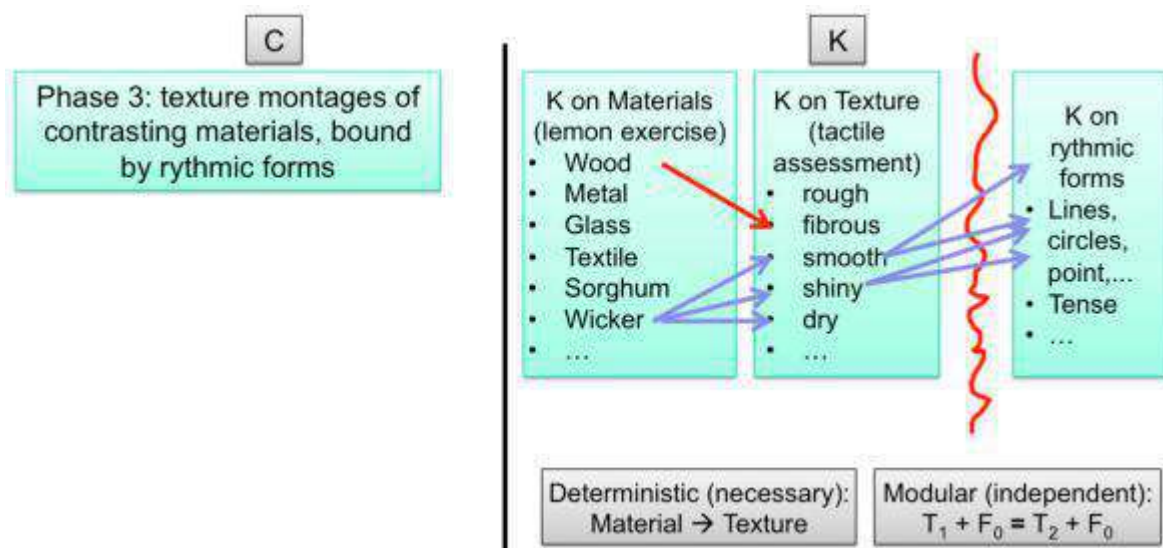 C
Phase 3: texture montages of
contrasting materials, bound
by rythmic forms
K
K on Materials
(lemon exercise)
• Wood
• Metal
• Glass
• Textile
• Sorghum
• Wicker
• …
K on Texture
(tactile
assessment)
• rough
• fibrous
• smooth
• shiny
• dry
• …
K on
rythmic
forms
• Lines,
circles,
point,...
• Tense
• …
Deterministic (necessary):
Material → Texture
Modular (independent):
T₁ + F₀ = T₂ + F₀